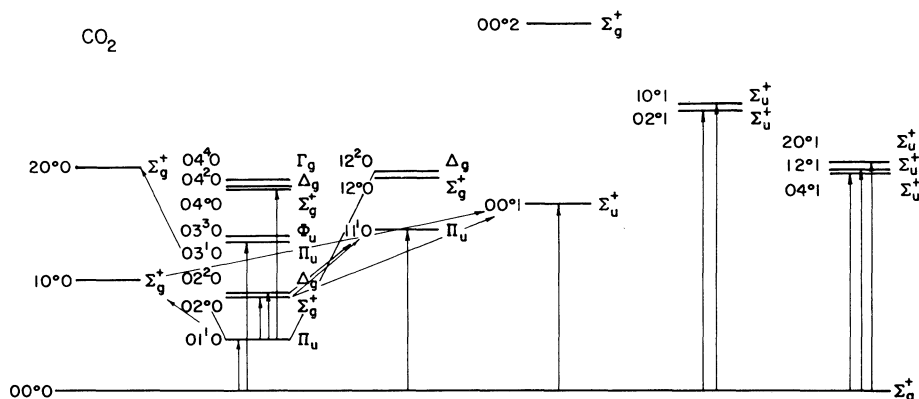 CO₂
00°2 Σg⁺
10°1 Σu⁺
02°1 Σu⁺
20°0 Σg⁺
04⁴0 Γg
04²0 Δg
04°0 Σg⁺
12²0 Δg
12°0 Σg⁺
20°1 Σu⁺
12°1 Σu⁺
04°1 Σu⁺
00°1 Σu⁺
03³0 Φu
03¹0 Πu
11¹0 Πu
10°0 Σg⁺
02²0 Δg
02°0 Σg⁺
01¹0 Πu
00°0 Σg⁺